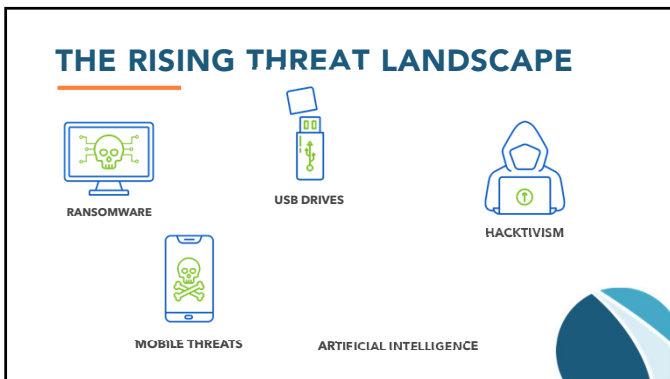 THE RISING THREAT LANDSCAPE
RANSOMWARE
USB DRIVES
HACKTIVISM
MOBILE THREATS
ARTIFICIAL INTELLIGENCE